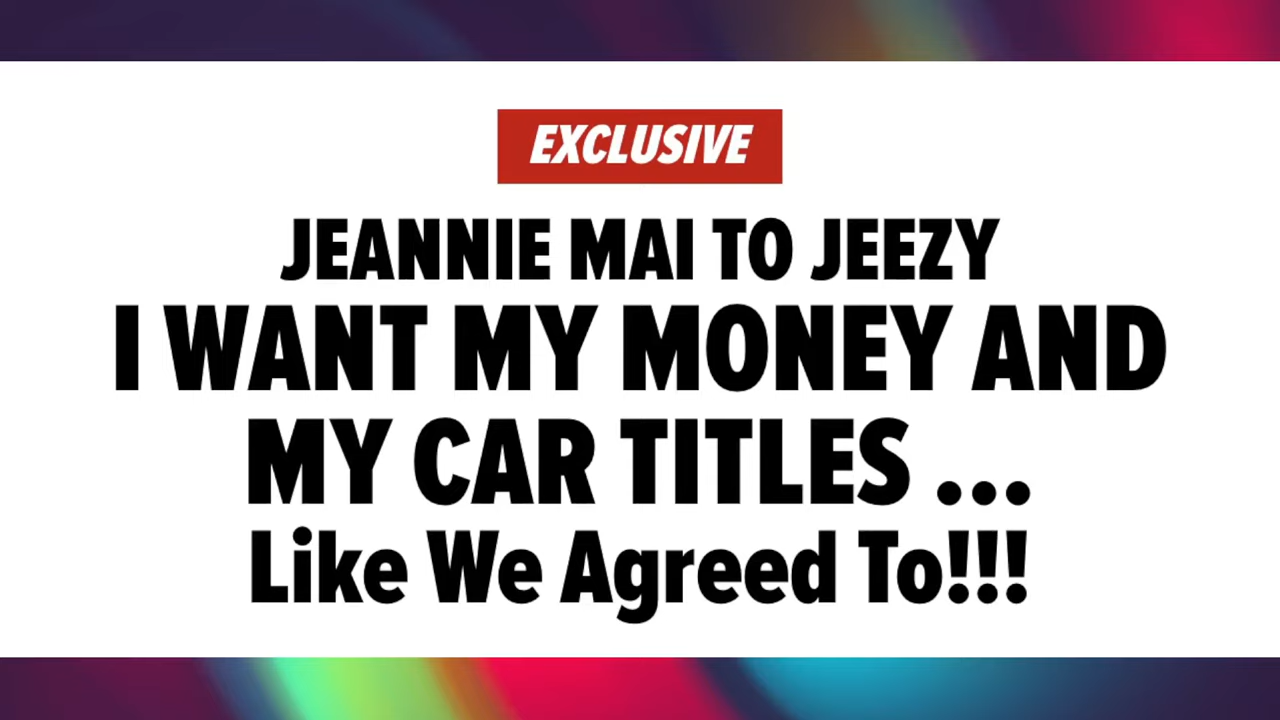 EXCLUSIVE
JEANNIE MAI TO JEEZY
I WANT MY MONEY AND
MY CAR TITLES ...
Like We Agreed To!!!